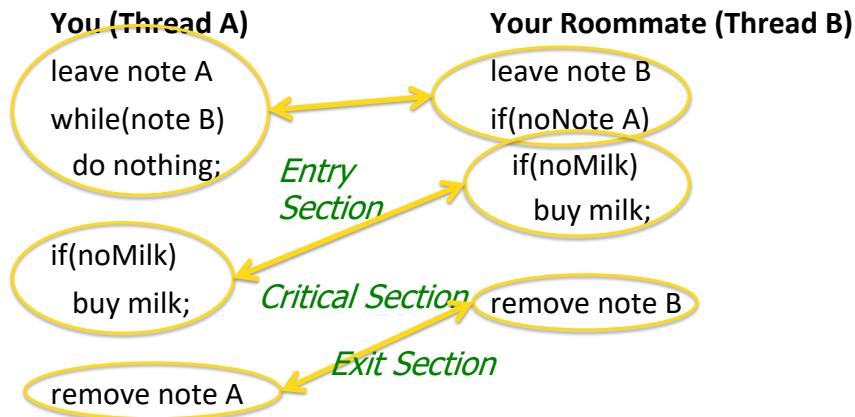 You (Thread A)
leave note A
while(note B)
do nothing;
if(noMilk)
buy milk;
remove note A
Entry
Section
Critical Section
Exit Section
Your Roommate (Thread B)
leave note B
if(noNote A)
if(noMilk)
buy milk;
remove note B